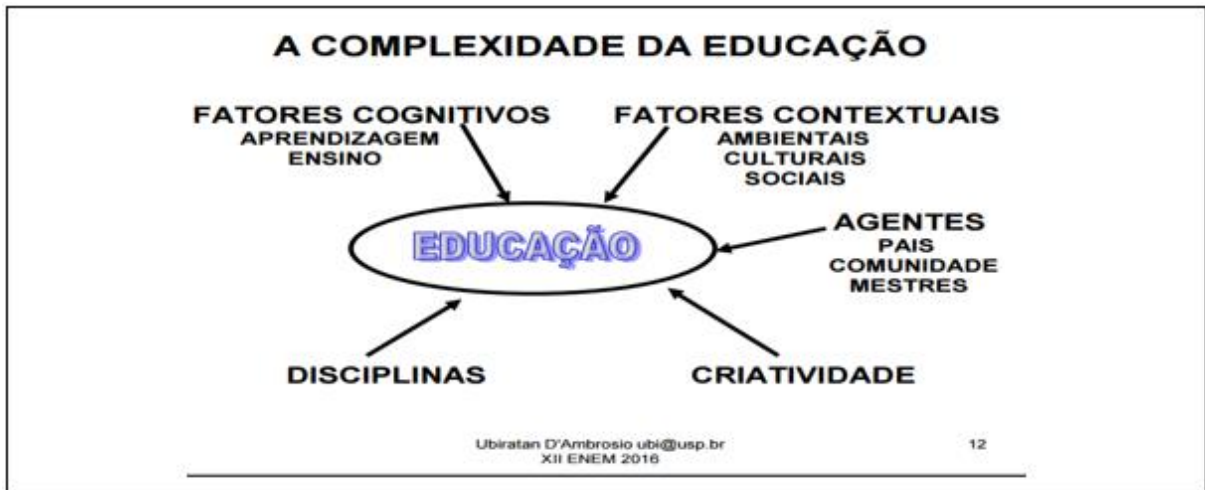 A COMPLEXIDADE DA EDUCAÇÃO
FATORES COGNITIVOS
APRENDIZAGEM
ENSINO
FATORES CONTEXTUAIS
AMBIENTAIS
CULTURAIS
SOCIAIS
EDUCAÇÃO
AGENTES
PAIS
COMUNIDADE
MESTRES
DISCIPLINAS
CRIATIVIDADE
Ubiratan D'Ambrosio ubi@usp.br
XII ENEM 2016
12